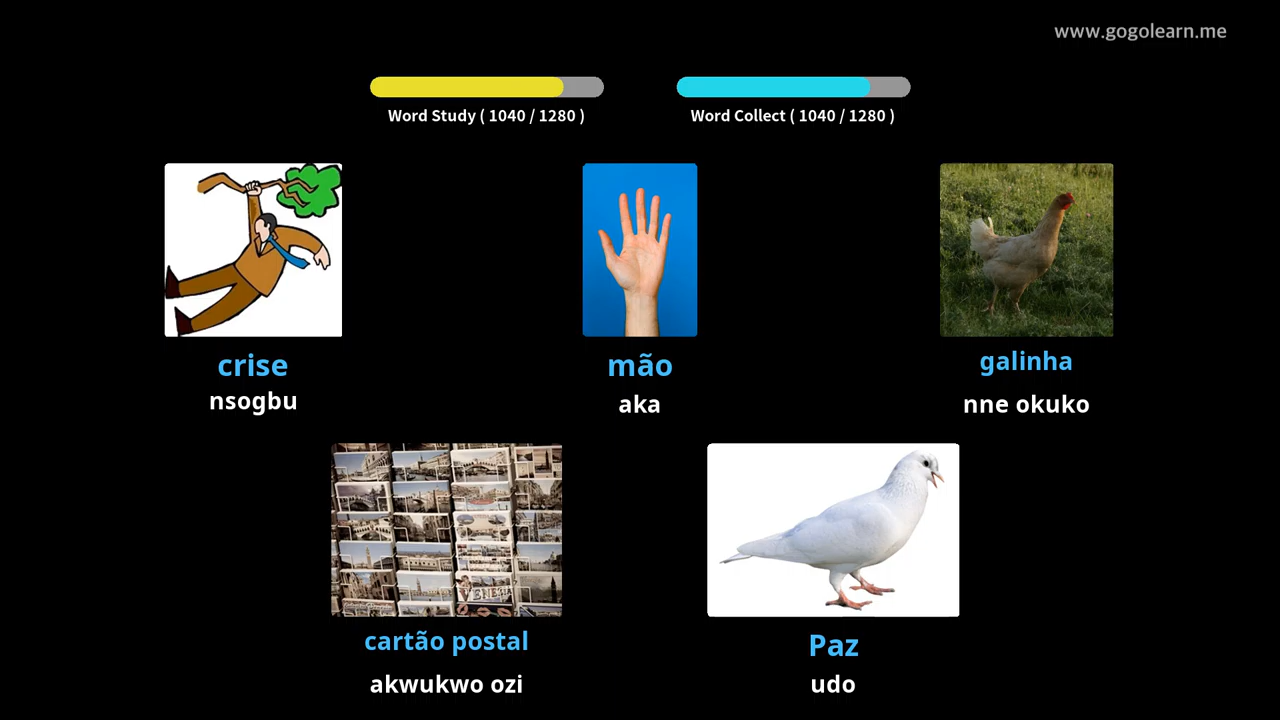 www.gogolearn.me
Word Study ( 1040 / 1280 )
Word Collect ( 1040 / 1280 )
crise
nsogbu
mão
aka
galinha
nne okuko
cartão postal
akwukwo ozi
Paz
udo